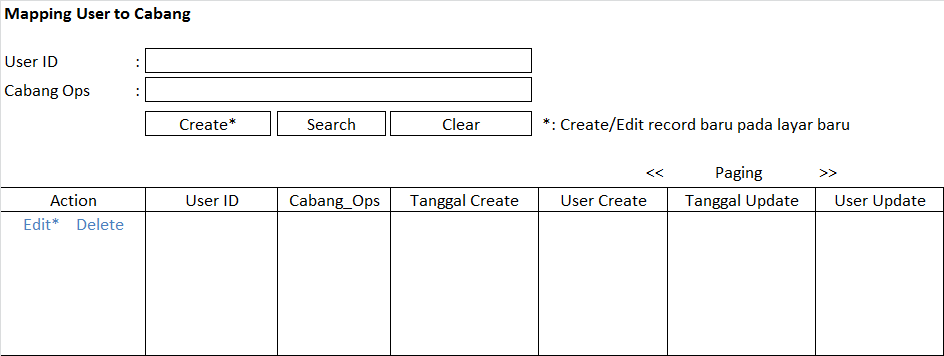 Mapping User to Cabang
User ID :
Cabang Ops :
Create* Search Clear *: Create/Edit record baru pada layar baru
<< Paging >>
Action User ID Cabang_Ops Tanggal Create User Create Tanggal Update User Update
Edit* Delete